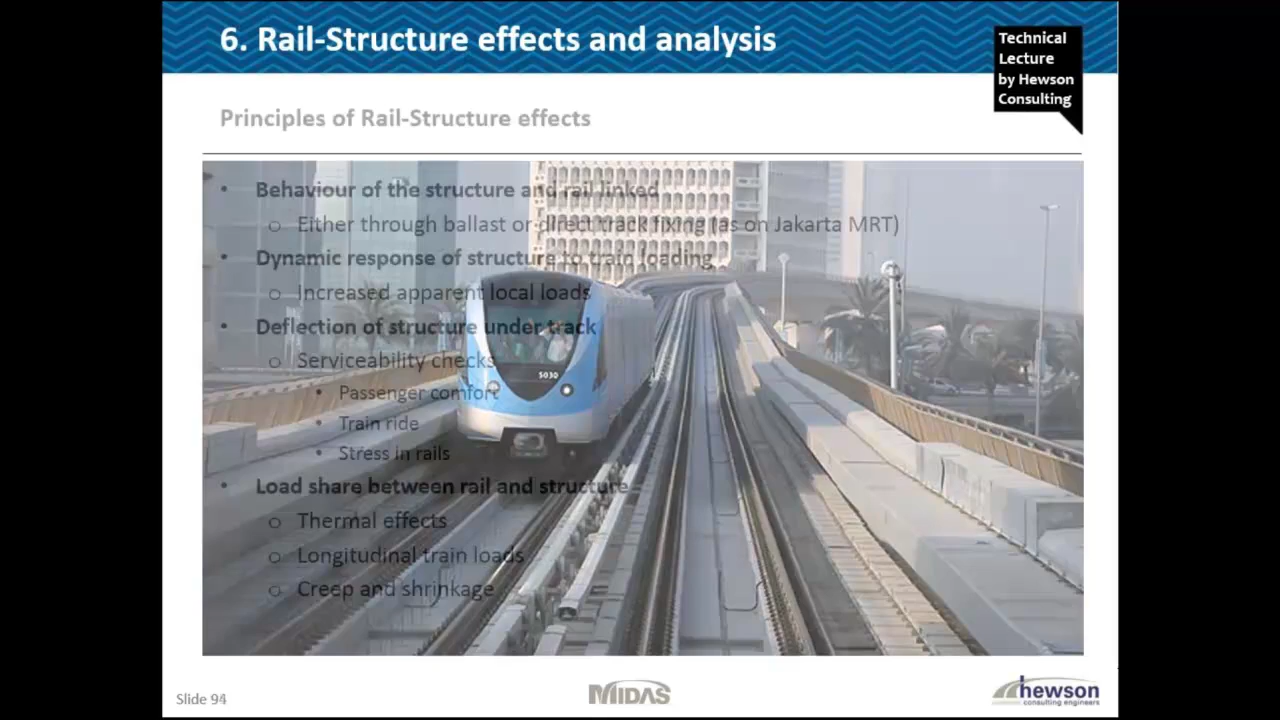 6. Rail-Structure effects and analysis
Technical
Lecture
by Hewson
Consulting
Principles of Rail-Structure effects
• Behaviour of the structure and rail linked
o Either through ballast or direct track fixing (as on Jakarta MRT)
• Dynamic response of structure to train loading
o Increased apparent local loads
• Deflection of structure under track
o Serviceability checks
• Passenger comfort
• Train ride
• Stress in rails
• Load share between rail and structure
o Thermal effects
o Longitudinal train loads
o Creep and shrinkage
5030
Slide 94
MIDAS
hewson
consulting engineers